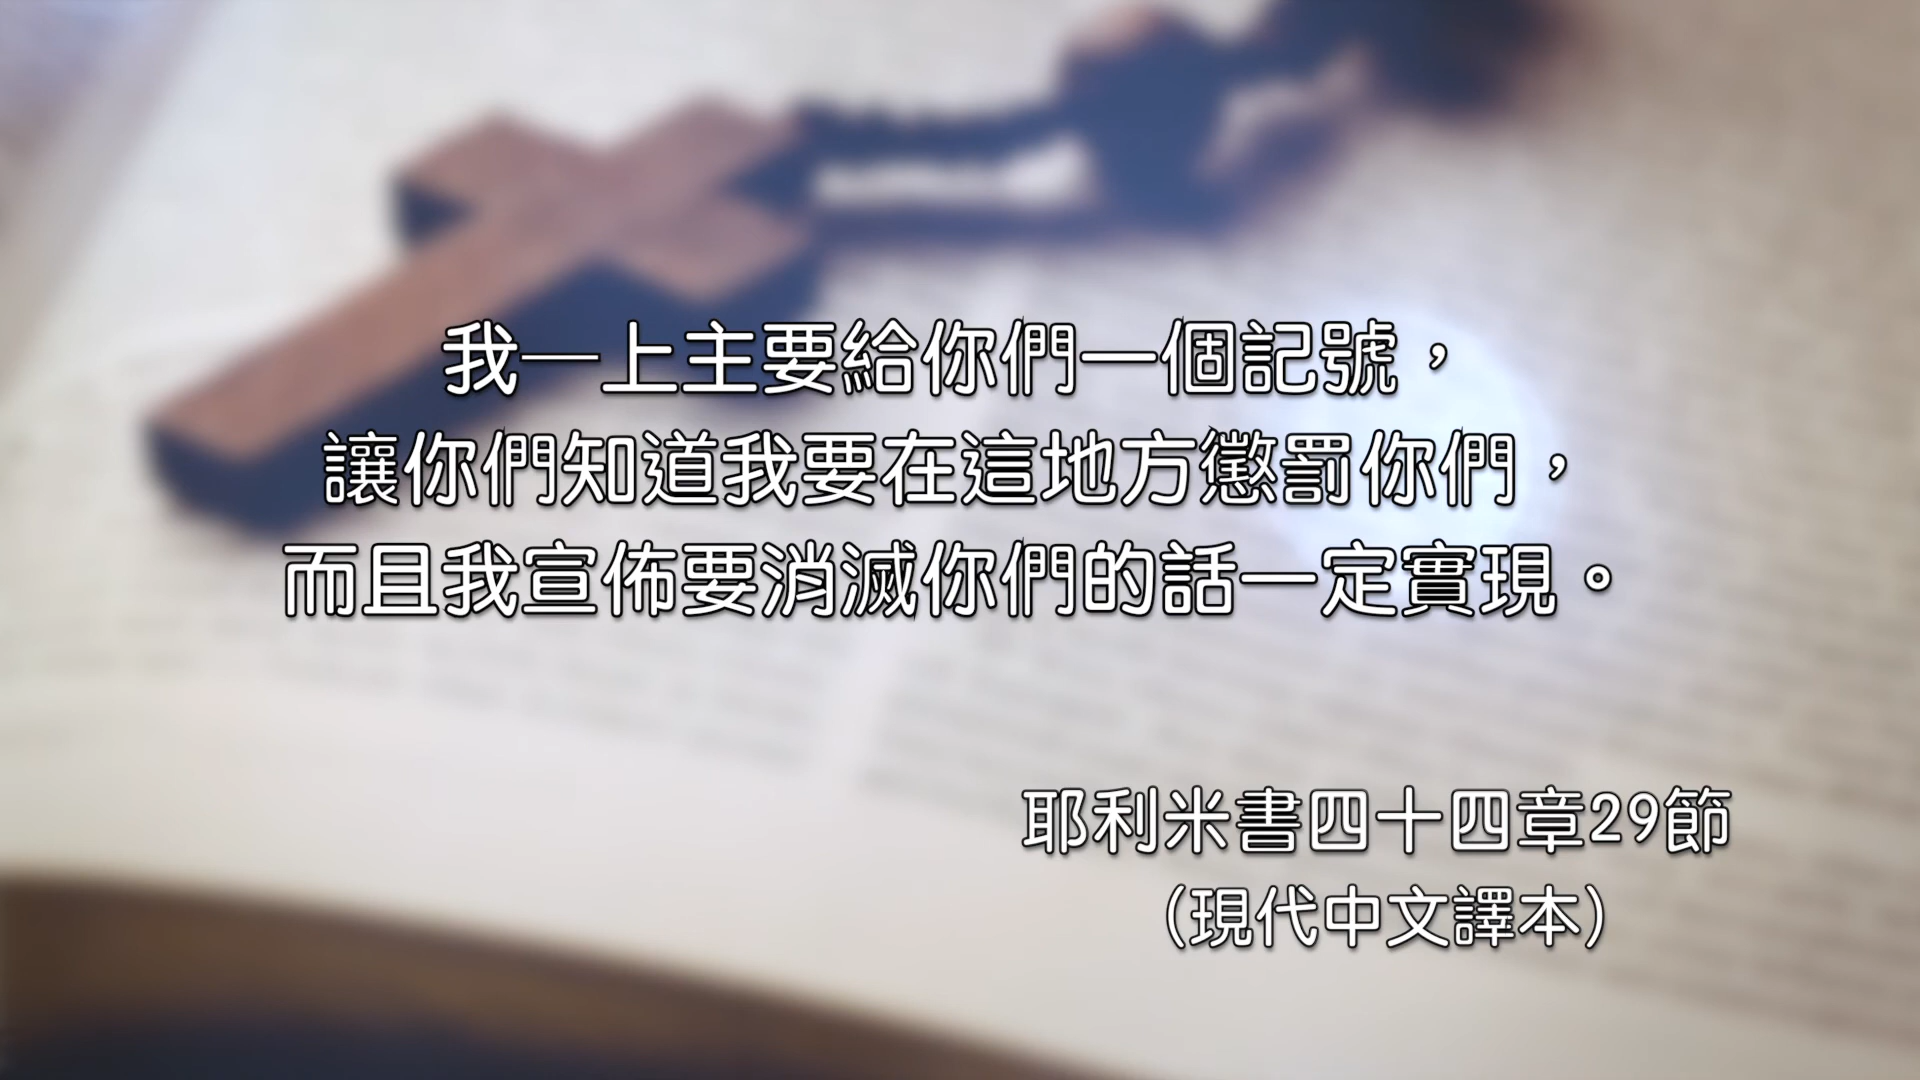 我—上主要給你們一個記號，
讓你們知道我要在這地方懲罰你們，
而且我宣佈要消滅你們的話一定實現。
耶利米書四十四章29節
(現代中文譯本)